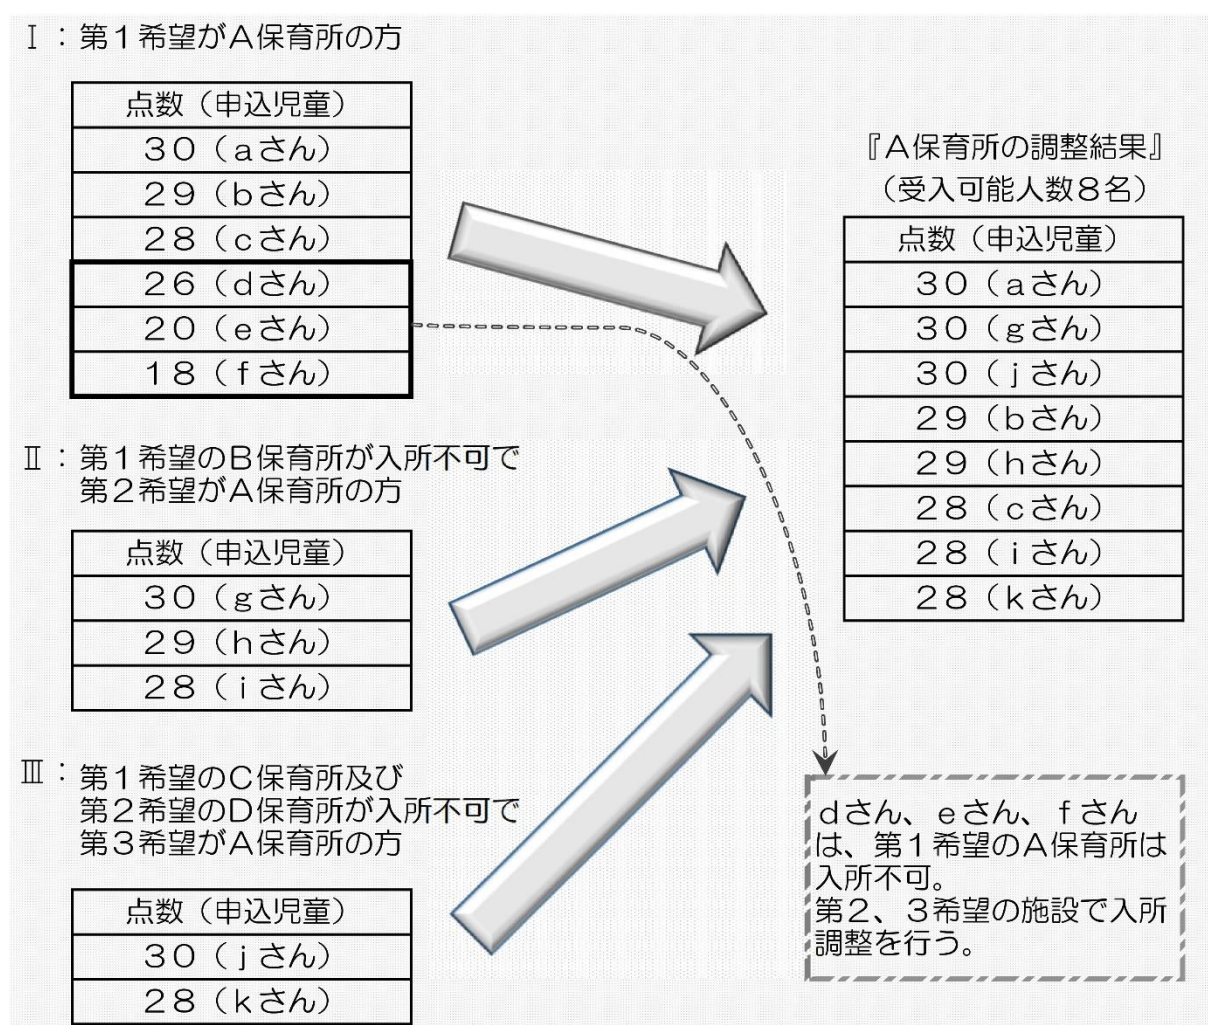 Ⅰ：第１希望がＡ保育所の方
点数（申込児童）
３０（ａさん）
２９（ｂさん）
２８（ｃさん）
２６（ｄさん）
２０（ｅさん）
１８（ｆさん）
Ⅱ：第１希望のＢ保育所が入所不可で
第２希望がＡ保育所の方
点数（申込児童）
３０（ｇさん）
２９（ｈさん）
２８（ｉさん）
Ⅲ：第１希望のＣ保育所及び
第２希望のＤ保育所が入所不可で
第３希望がＡ保育所の方
点数（申込児童）
３０（ｊさん）
２８（ｋさん）
『Ａ保育所の調整結果』
（受入可能人数８名）
点数（申込児童）
３０（ａさん）
３０（ｇさん）
３０（ｊさん）
２９（ｂさん）
２９（ｈさん）
２８（ｃさん）
２８（ｉさん）
２８（ｋさん）
ｄさん、ｅさん、ｆさん
は、第１希望のＡ保育所は
入所不可。
第２、３希望の施設で入所
調整を行う。